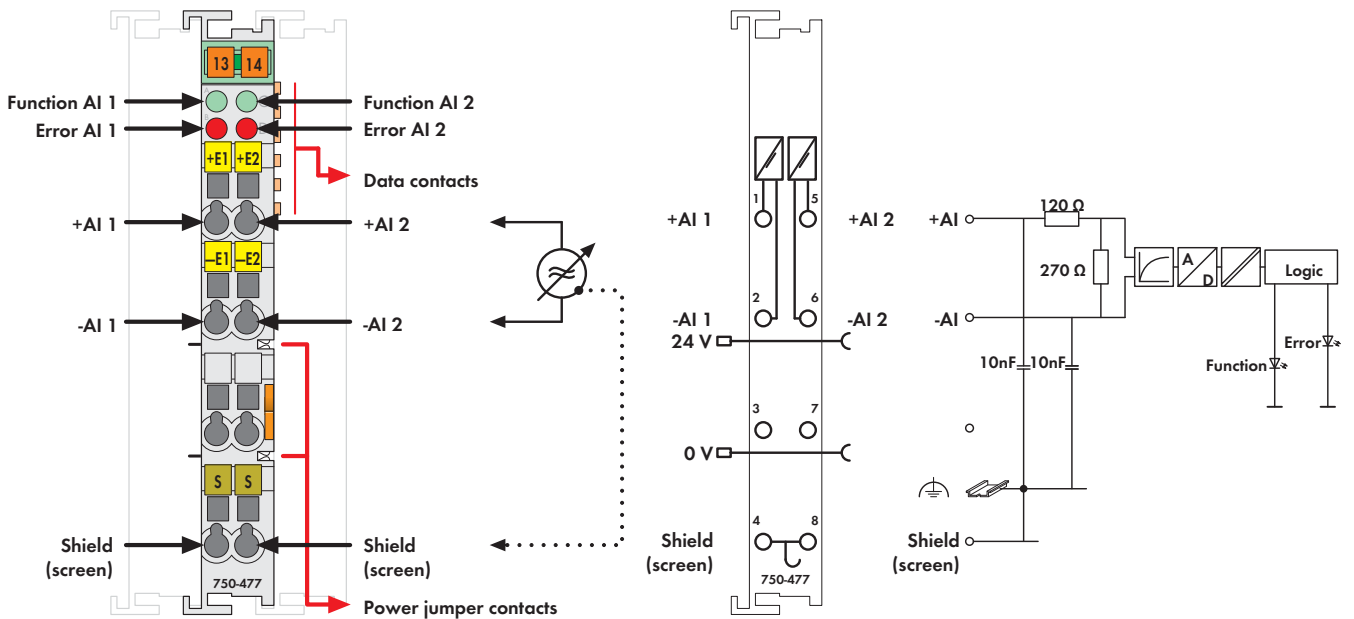 13 14
A C
Function AI 1
Function AI 2
B
Error AI 1
Error AI 2
+E1 +E2
Data contacts
+AI 1
+AI 2
–E1 –E2
-AI 1
-AI 2
S S
Shield
(screen)
Shield
(screen)
750-477
Power jumper contacts
1 5
+AI 1
+AI 2
2 6
-AI 1
-AI 2
24 V
3 7
0 V
4 8
Shield
(screen)
750-477
+AI
120 Ω
270 Ω
A
D
Logic
-AI
10nF 10nF
Function
Error
Shield
(screen)